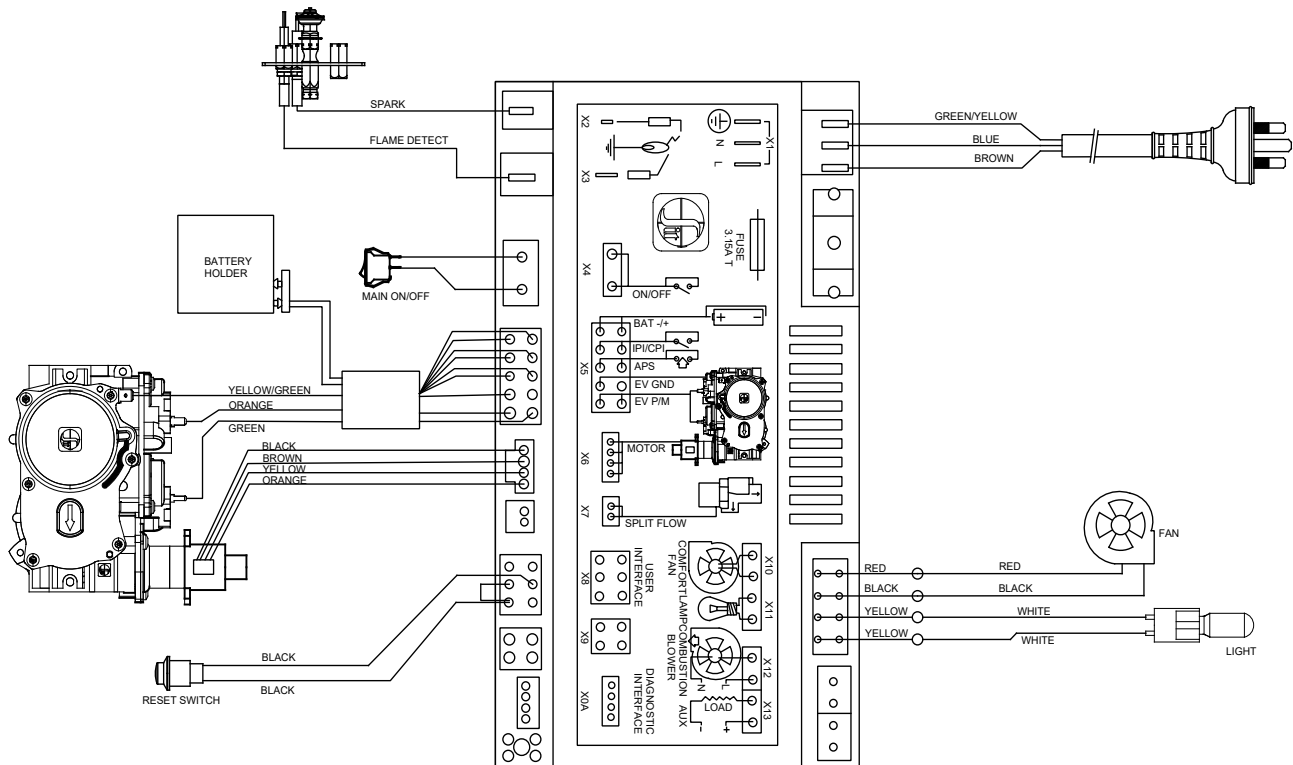 SPARK
FLAME DETECT
BATTERY
HOLDER
MAIN ON/OFF
YELLOW/GREEN
ORANGE
GREEN
BLACK
BROWN
YELLOW
ORANGE
BLACK
BLACK
RESET SWITCH
X2
X3
N
L
X1
FUSE
3.15A T
X4
ON/OFF
BAT -/+
+ -
IPI/CPI
APS
X5
EV GND
EV P/M
MOTOR
X6
X7
SPLIT FLOW
X8
USER
INTERFACE
X9
X0A
DIAGNOSTIC
INTERFACE
COMFORT
FAN
LAMP
COMBUSTION
BLOWER
X10
X11
X12
X13
N
L
LOAD
AUX
- +
GREEN/YELLOW
BLUE
BROWN
FAN
RED RED
BLACK BLACK
YELLOW WHITE
YELLOW WHITE
LIGHT